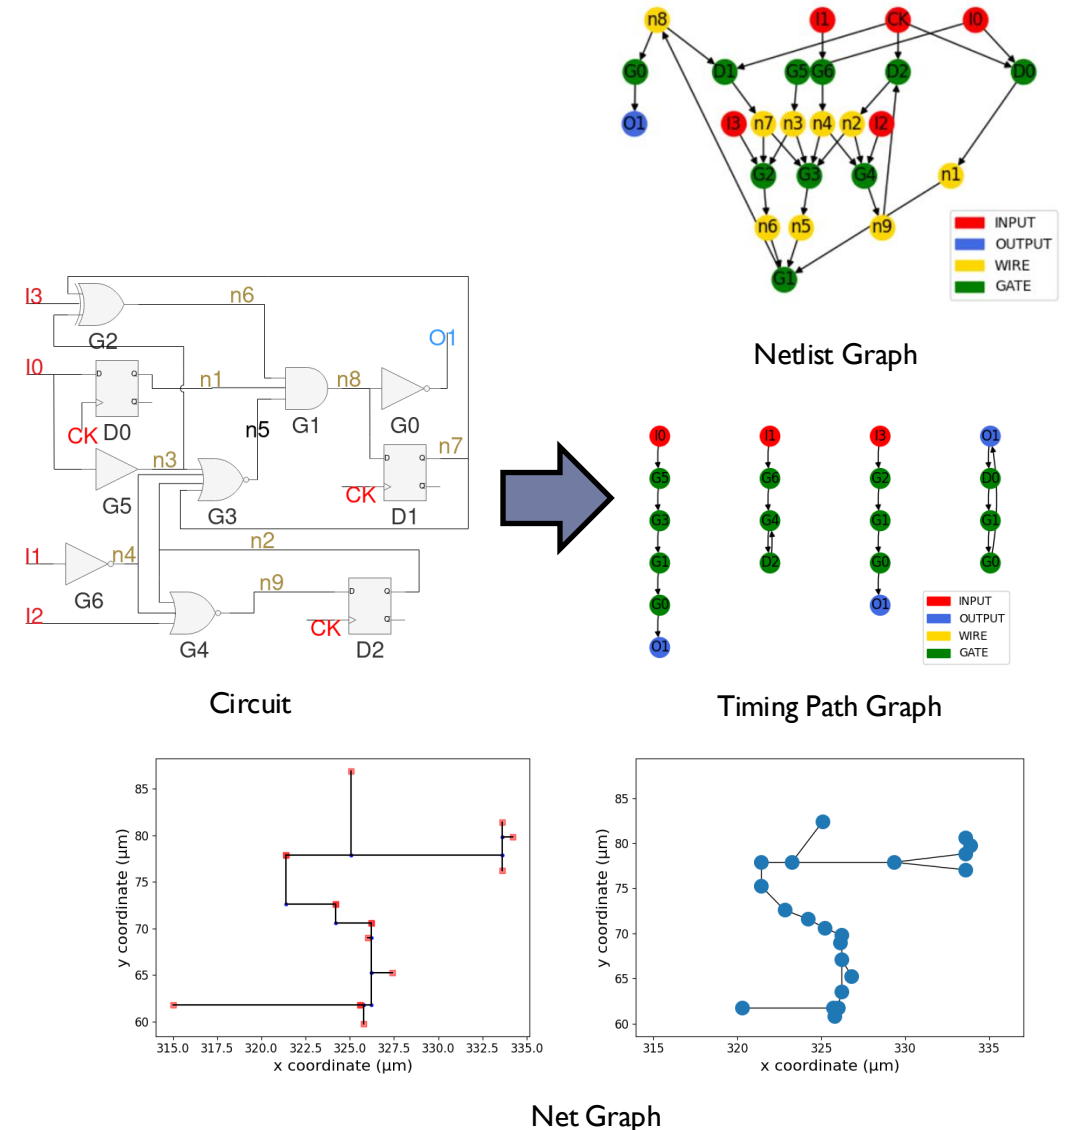 n8 I1 CK I0
G0 D1 G5 G6 D2 D0
O1 I3 n7 n3 n4 n2 I2
G2 G3 G4 n1
n6 n5 n9
G1
INPUT
OUTPUT
WIRE
GATE
Netlist Graph
I3 n6
G2 O1
I0 D Q n1 n8
CK D0 n5 G1 G0
n3 D Q n7
G5 G3 CK Q D1
I1 n4 n2
G6 n9 D Q
I2 G4 CK Q D2
Circuit
I0 I1 I3 O1
G5 G6 G2 D0
G3 G4 G1 G1
G1 D2 G0 G0
G0 O1
O1
INPUT
OUTPUT
WIRE
GATE
Timing Path Graph
y coordinate (μm)
85
80
75
70
65
60
315.0 317.5 320.0 322.5 325.0 327.5 330.0 332.5 335.0
x coordinate (μm)
y coordinate (μm)
85
80
75
70
65
60
315 320 325 330 335
x coordinate (μm)
Net Graph